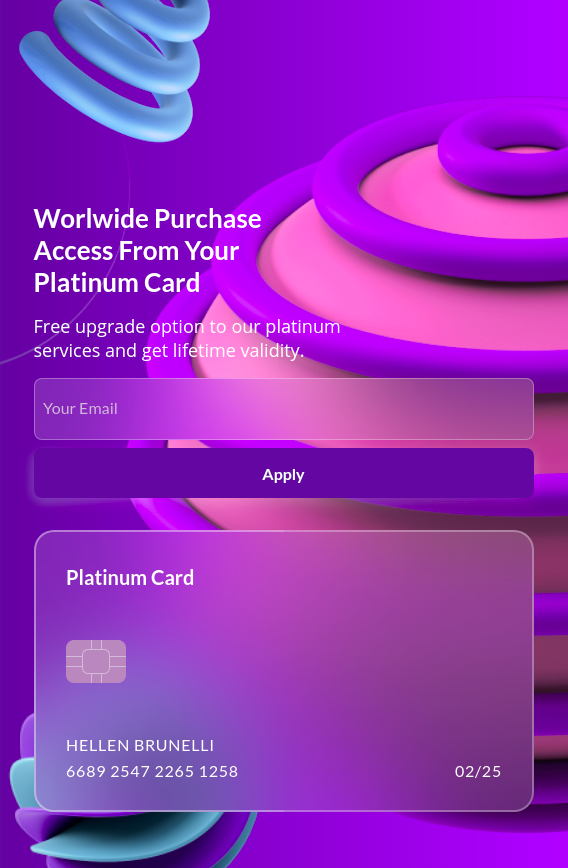 Worlwide Purchase
Access From Your
Platinum Card
Free upgrade option to our platinum
services and get lifetime validity.
Your Email
Apply
Platinum Card
HELLEN BRUNELLI
6689 2547 2265 1258
02/25